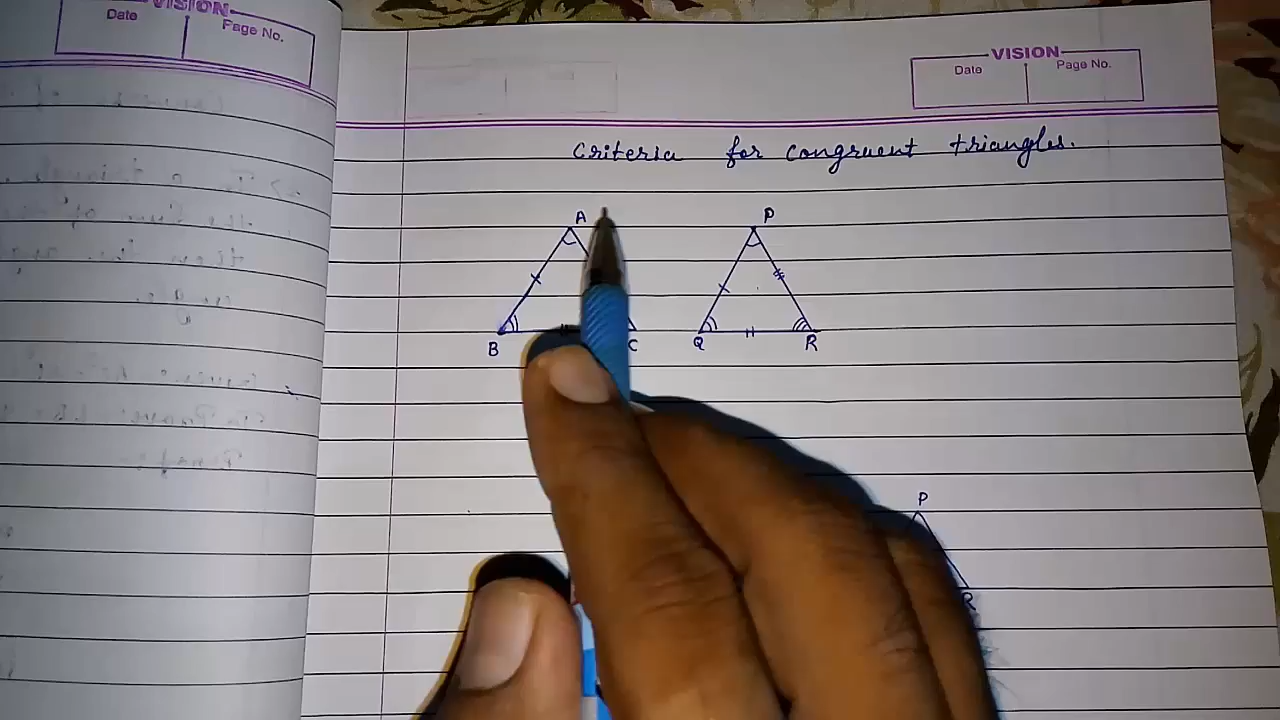 VISION
Date
Page No.
VISION
Date
Page No.
Criteria for congruent triangles.
A
P
B
C
Q
R
P
R